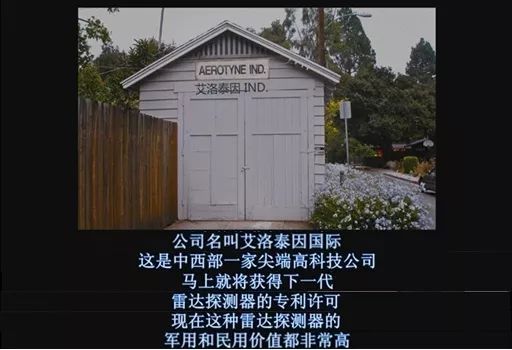 AEROTYNE IND.
艾洛泰因 IND.
公司名叫艾洛泰因国际
这是中西部一家尖端高科技公司
马上就将获得下一代
雷达探测器的专利许可
现在这种雷达探测器的
军用和民用价值都非常高